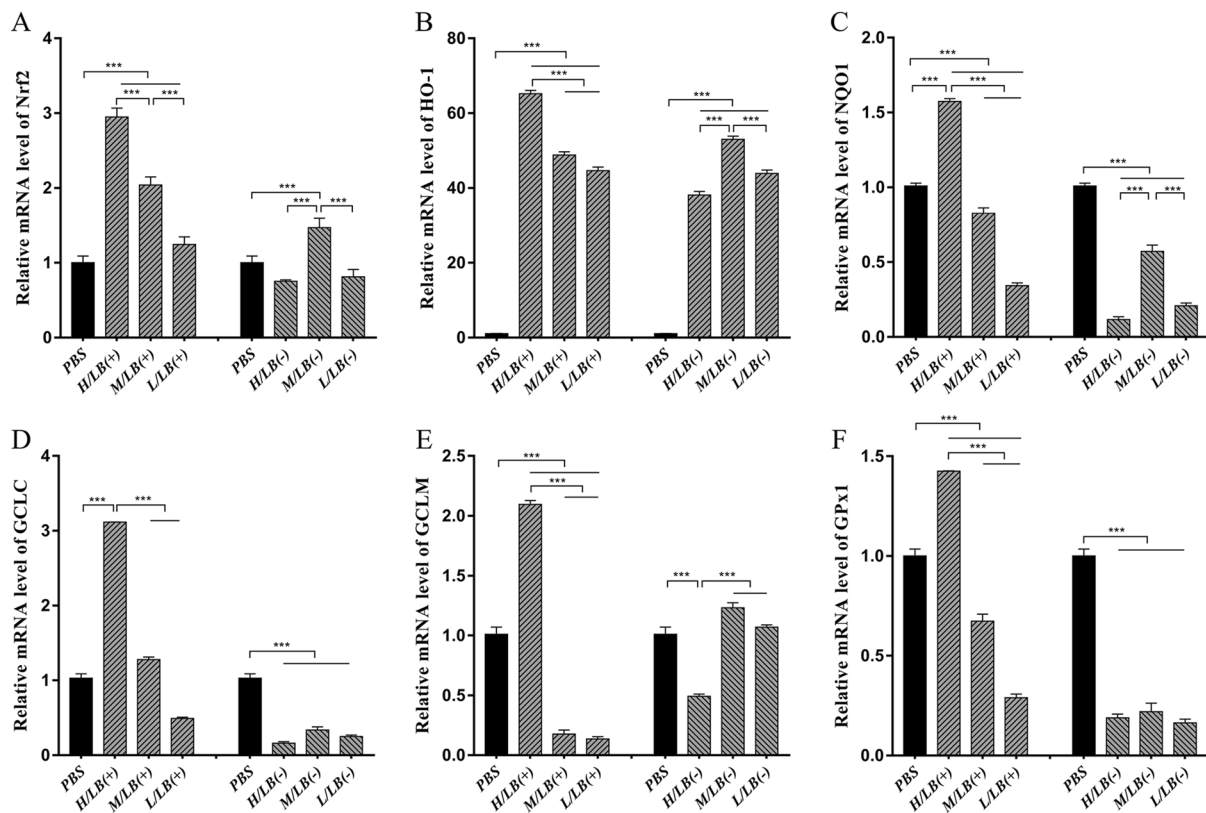 A
Relative mRNA level of Nrf2
4
3
2
1
0
***
***
***
***
***
***
PBS
H/LB(+)
M/LB(+)
L/LB(+)
PBS
H/LB(-)
M/LB(-)
L/LB(-)
B
Relative mRNA level of HO-1
80
60
40
20
0
***
***
***
***
***
PBS
H/LB(+)
M/LB(+)
L/LB(+)
PBS
H/LB(-)
M/LB(-)
L/LB(-)
C
Relative mRNA level of NQO1
2.0
1.5
1.0
0.5
0.0
***
***
***
***
***
***
PBS
H/LB(+)
M/LB(+)
L/LB(+)
PBS
H/LB(-)
M/LB(-)
L/LB(-)
D
Relative mRNA level of GCLC
4
3
2
1
0
***
***
***
PBS
H/LB(+)
M/LB(+)
L/LB(+)
PBS
H/LB(-)
M/LB(-)
L/LB(-)
E
Relative mRNA level of GCLM
2.5
2.0
1.5
1.0
0.5
0.0
***
***
***
***
PBS
H/LB(+)
M/LB(+)
L/LB(+)
PBS
H/LB(-)
M/LB(-)
L/LB(-)
F
Relative mRNA level of GPx1
1.5
1.0
0.5
0.0
***
***
***
PBS
H/LB(+)
M/LB(+)
L/LB(+)
PBS
H/LB(-)
M/LB(-)
L/LB(-)